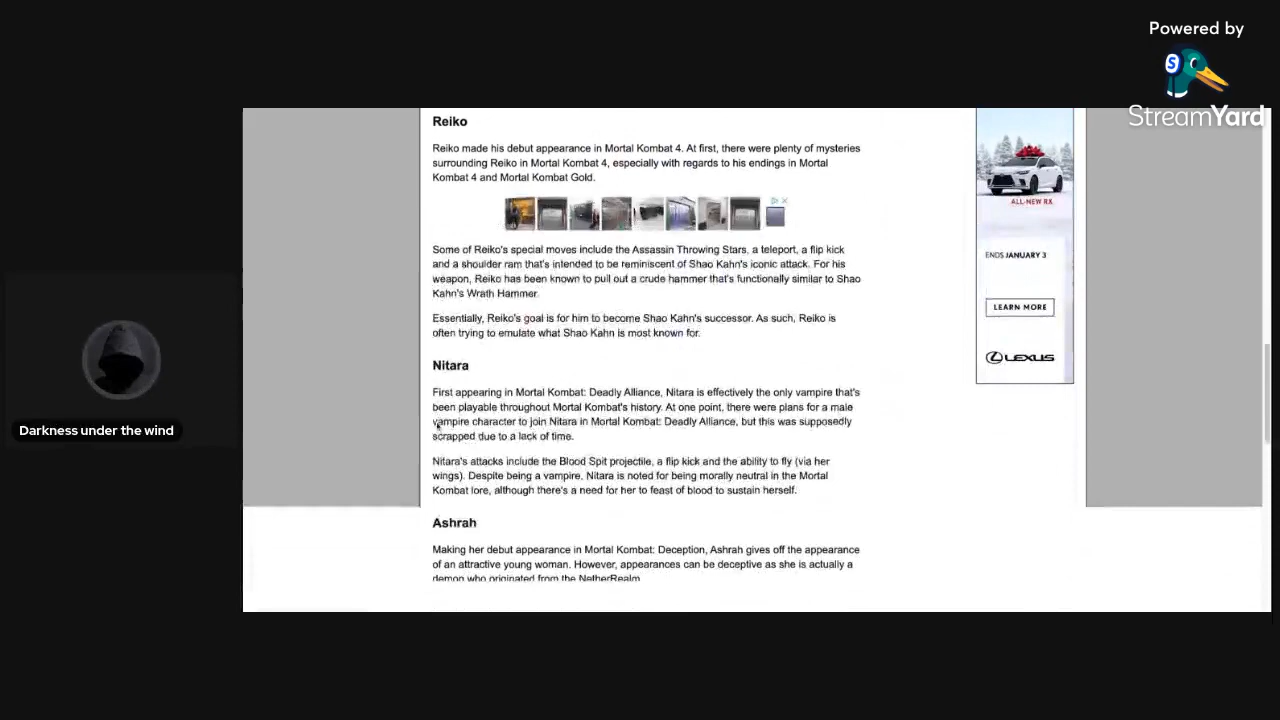 Powered by
S
StreamYard
Reiko
Reiko made his debut appearance in Mortal Kombat 4. At first, there were plenty of mysteries
surrounding Reiko in Mortal Kombat 4, especially with regards to his endings in Mortal
Kombat 4 and Mortal Kombat Gold.
Some of Reiko's special moves include the Assassin Throwing Stars, a teleport, a flip kick
and a shoulder ram that's intended to be reminiscent of Shao Kahn's iconic attack. For his
weapon, Reiko has been known to pull out a crude hammer that's functionally similar to Shao
Kahn's Wrath Hammer.
Essentially, Reiko's goal is for him to become Shao Kahn's successor. As such, Reiko is
often trying to emulate what Shao Kahn is most known for.
Nitara
First appearing in Mortal Kombat: Deadly Alliance, Nitara is effectively the only vampire that's
been playable throughout Mortal Kombat's history. At one point, there were plans for a male
vampire character to join Nitara in Mortal Kombat: Deadly Alliance, but this was supposedly
scrapped due to a lack of time.
Nitara's attacks include the Blood Spit projectile, a flip kick and the ability to fly (via her
wings). Despite being a vampire, Nitara is noted for being morally neutral in the Mortal
Kombat lore, although there's a need for her to feast of blood to sustain herself.
Ashrah
Making her debut appearance in Mortal Kombat: Deception, Ashrah gives off the appearance
of an attractive young woman. However, appearances can be deceptive as she is actually a
demon who originated from the NetherRealm
ALL-NEW RX
ENDS JANUARY 3
LEARN MORE
LEXUS
Darkness under the wind